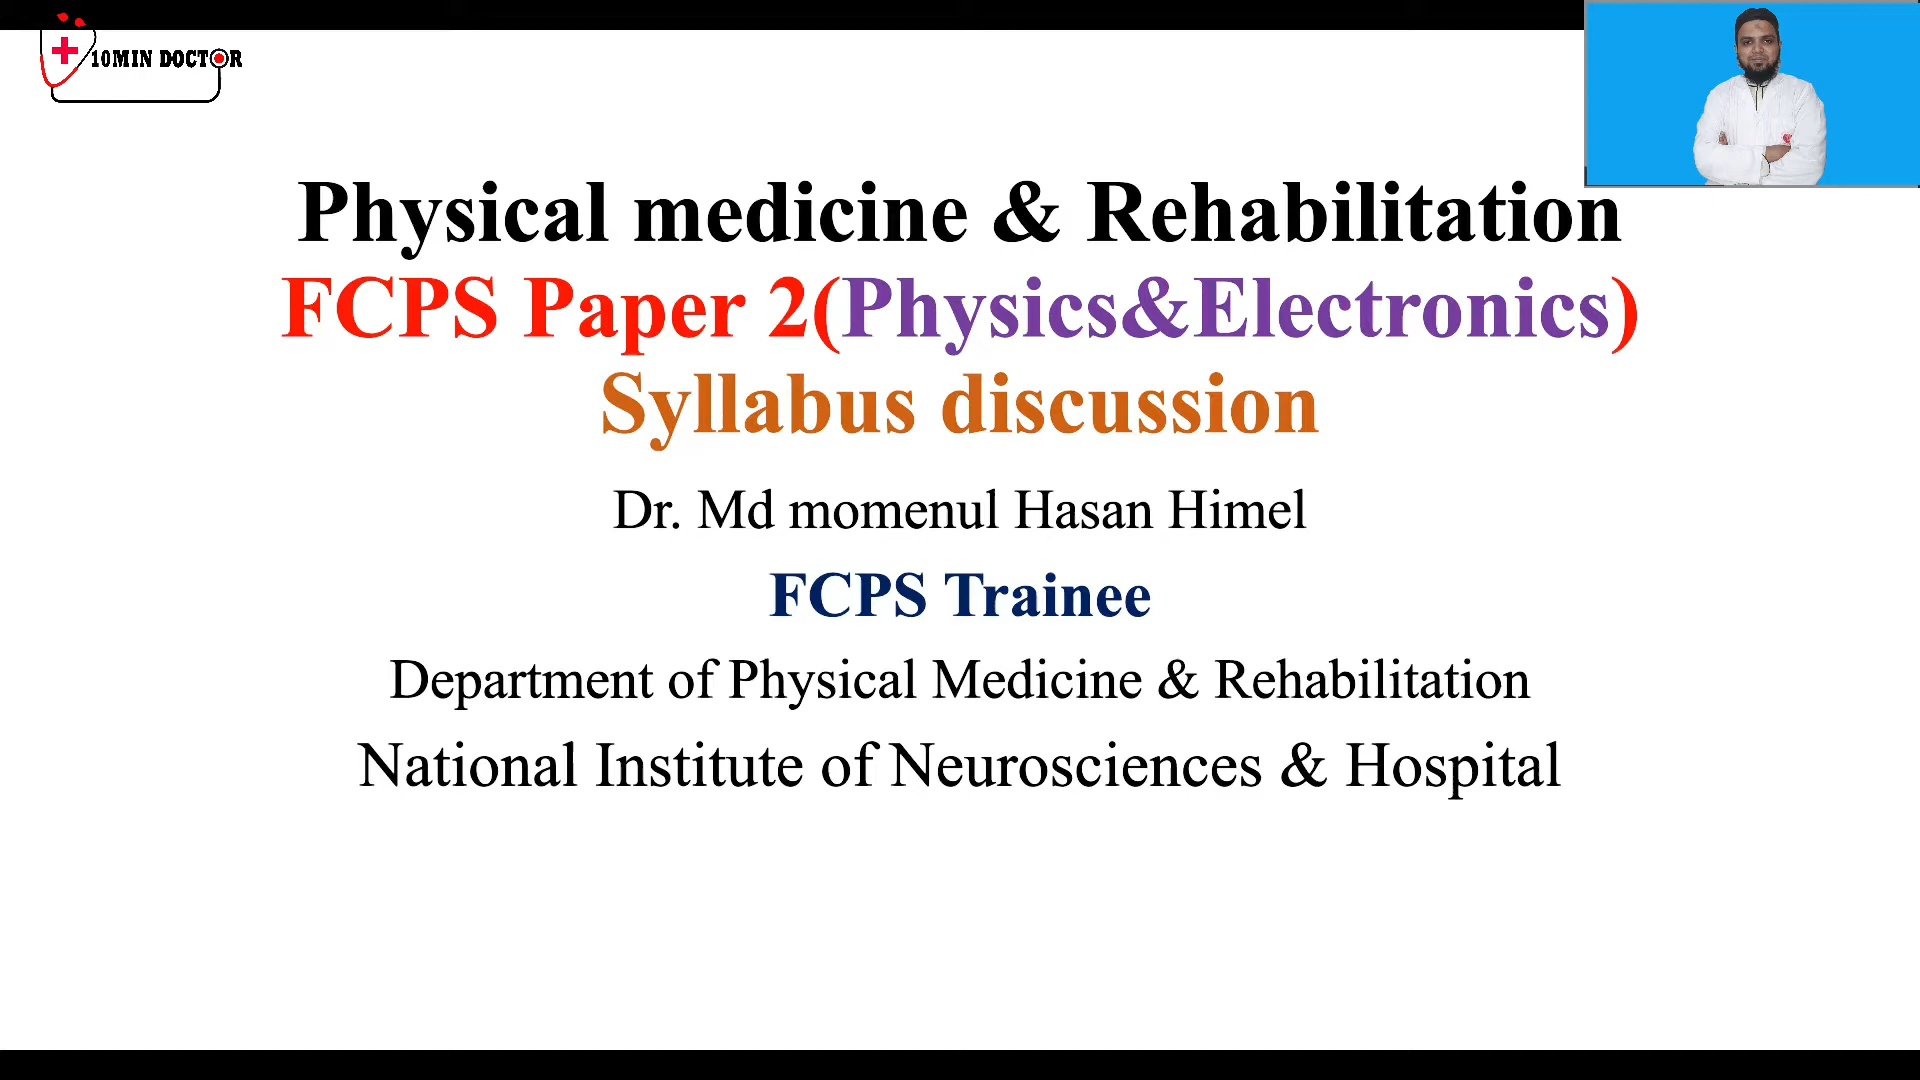 10MIN DOCTOR
Physical medicine & Rehabilitation
FCPS Paper 2(Physics&Electronics)
Syllabus discussion
Dr. Md momenul Hasan Himel
FCPS Trainee
Department of Physical Medicine & Rehabilitation
National Institute of Neurosciences & Hospital